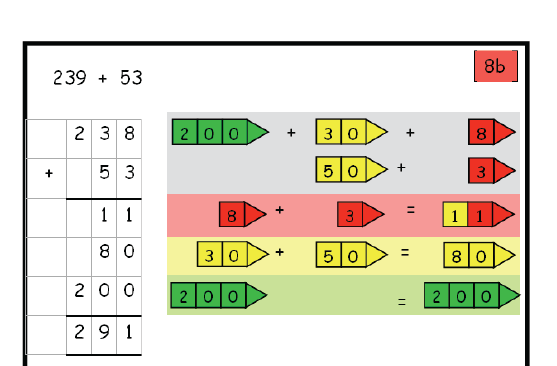 8b
239 + 53
2 3 8 2 0 0 + 3 0 + 8
+ 5 3 5 0 + 3
1 1 8 + 3 = 1 1
8 0 3 0 + 5 0 = 8 0
2 0 0 2 0 0 = 2 0 0
2 9 1